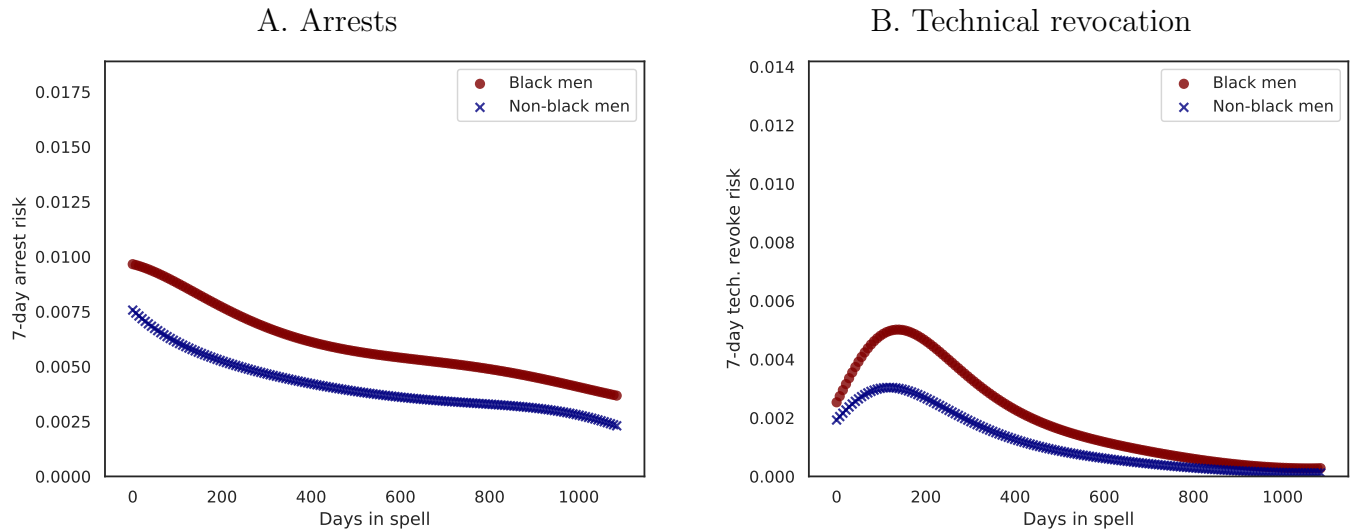 A. Arrests
0.0175
0.0150
0.0125
0.0100
0.0075
0.0050
0.0025
0.0000
7-day arrest risk
Black men
Non-black men
0 200 400 600 800 1000
Days in spell
B. Technical revocation
0.014
0.012
0.010
0.008
0.006
0.004
0.002
0.000
7-day tech. revoke risk
Black men
Non-black men
0 200 400 600 800 1000
Days in spell